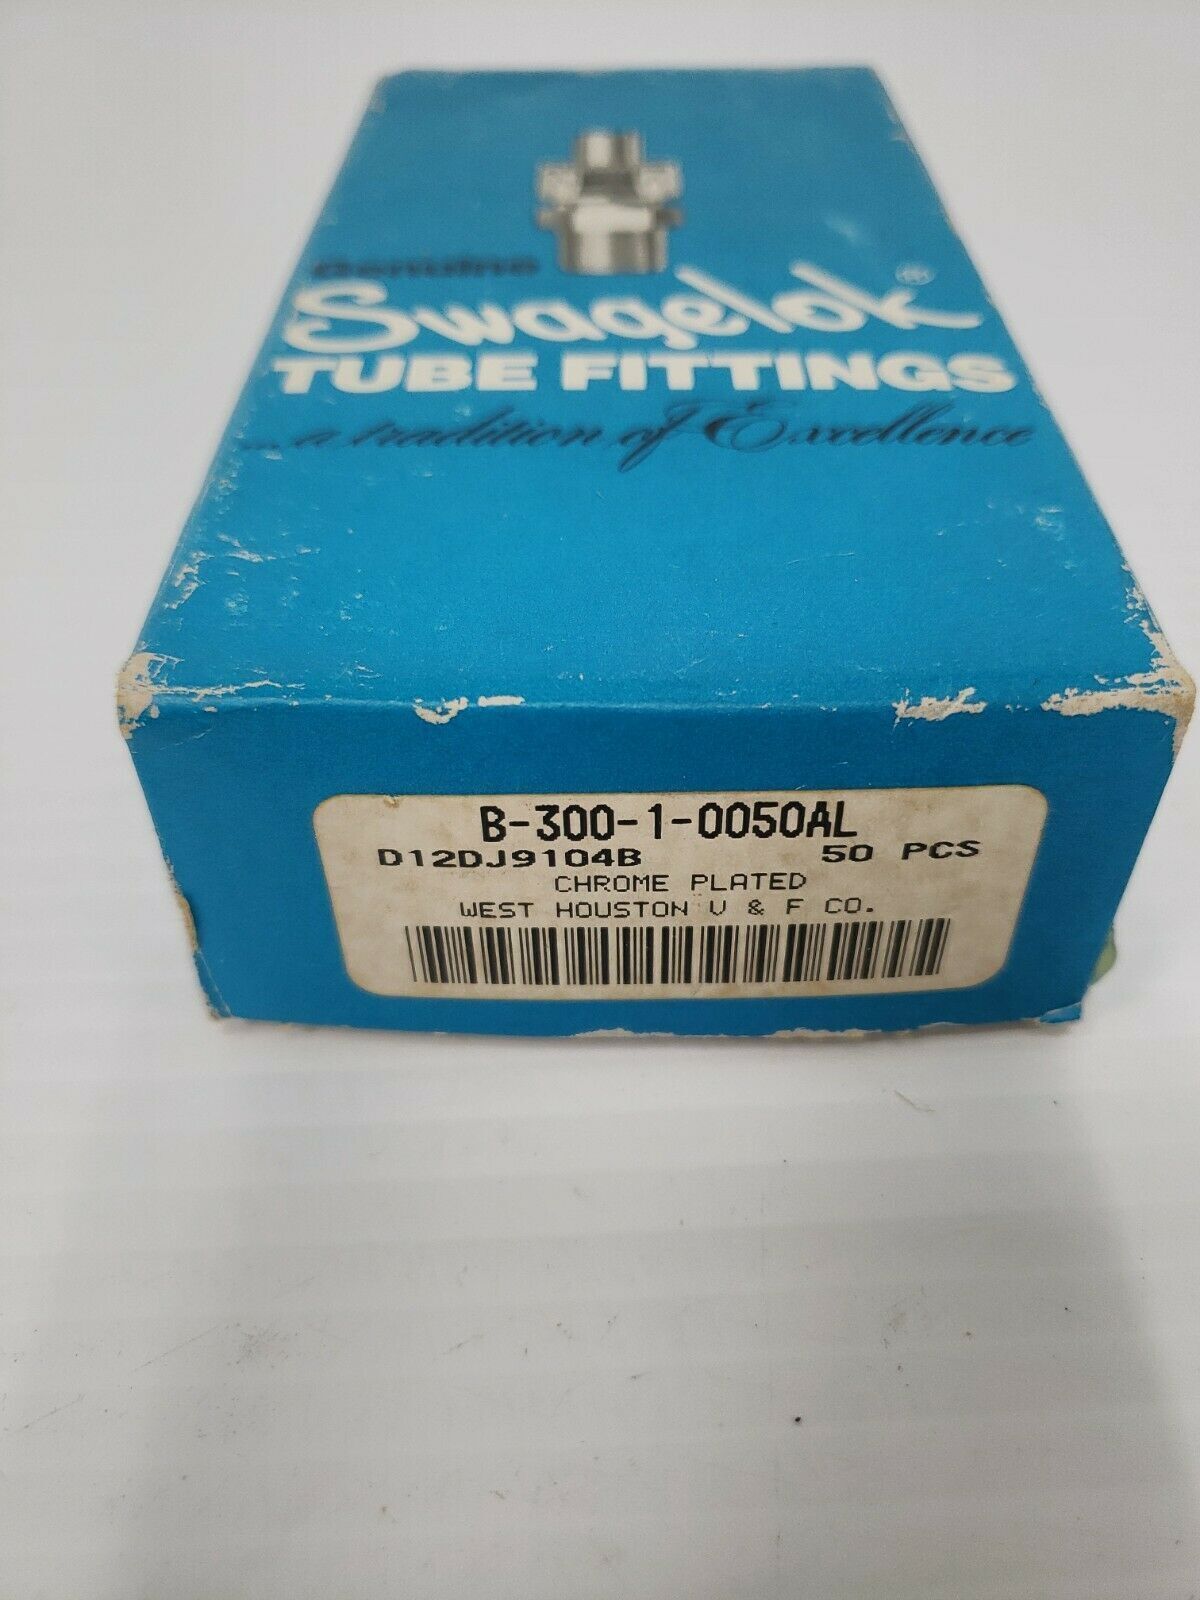 Genuine
Swagelok®
TUBE FITTINGS
...a tradition of Excellence
B-300-1-0050AL
D12DJ9104B 50 PCS
CHROME PLATED
WEST HOUSTON V & F CO.